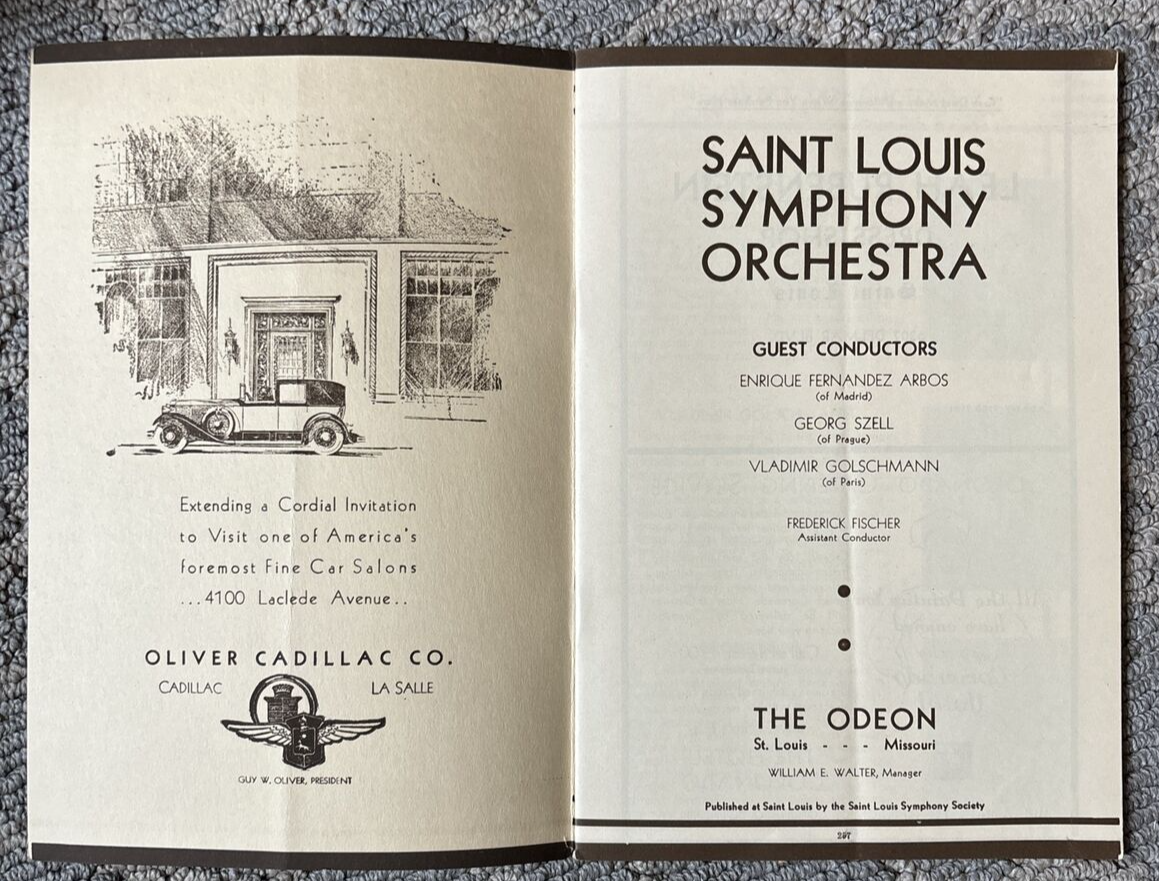 Extending a Cordial Invitation
to Visit one of America's
foremost Fine Car Salons
...4100 Laclede Avenue..
OLIVER CADILLAC CO.
CADILLAC LA SALLE
GUY W. OLIVER, PRESIDENT
SAINT LOUIS
SYMPHONY
ORCHESTRA
GUEST CONDUCTORS
ENRIQUE FERNANDEZ ARBOS
(of Madrid)
GEORG SZELL
(of Prague)
VLADIMIR GOLSCHMANN
(of Paris)
FREDERICK FISCHER
Assistant Conductor
THE ODEON
St. Louis - - - Missouri
WILLIAM E. WALTER, Manager
Published at Saint Louis by the Saint Louis Symphony Society
297